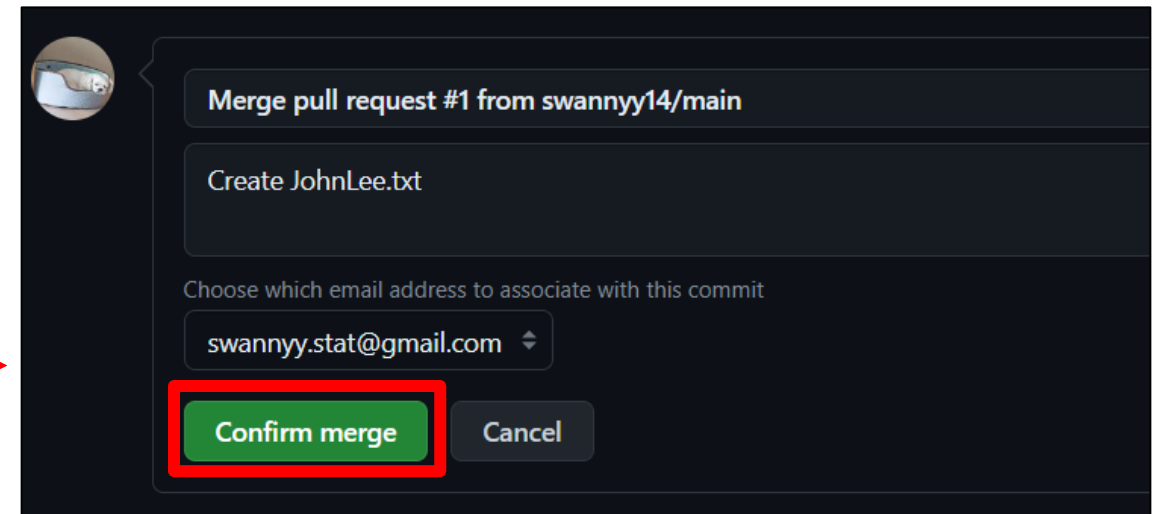 Merge pull request #1 from swannyy14/main
Create JohnLee.txt
Choose which email address to associate with this commit
swannyy.stat@gmail.com
Confirm merge
Cancel